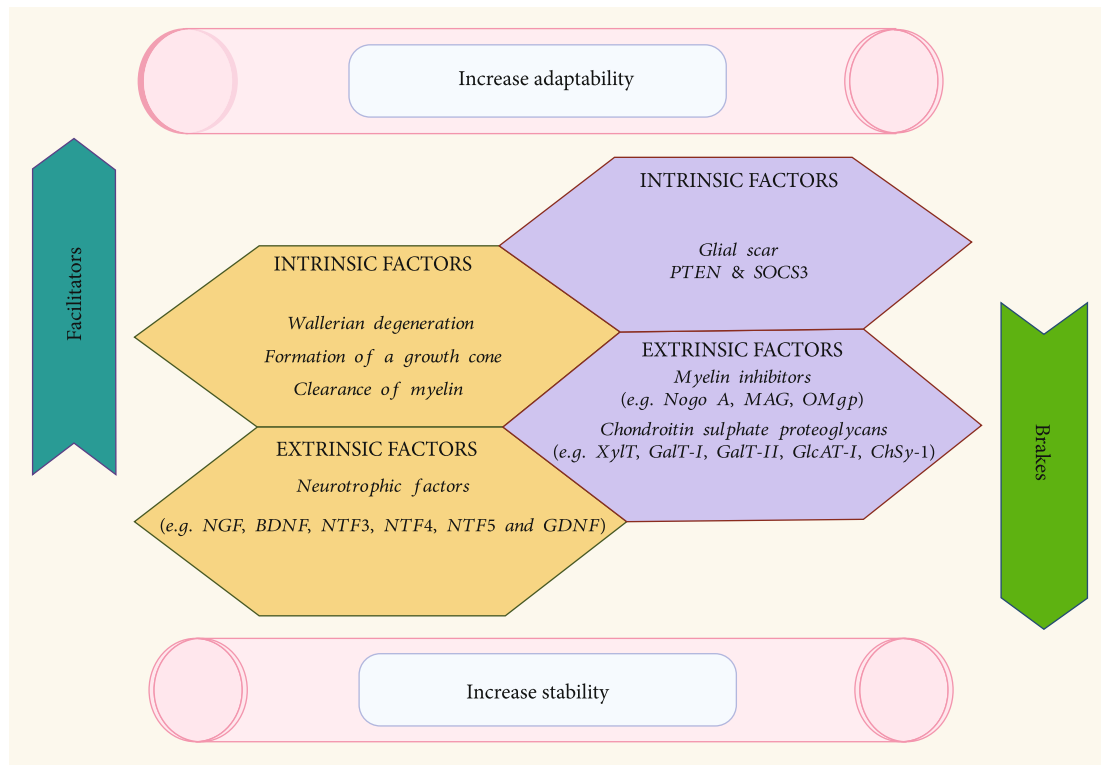 Increase adaptability
Facilitators
INTRINSIC FACTORS
Wallerian degeneration
Formation of a growth cone
Clearance of myelin
EXTRINSIC FACTORS
Neurotrophic factors
(e.g. NGF, BDNF, NTF3, NTF4, NTF5 and GDNF)
INTRINSIC FACTORS
Glial scar
PTEN & SOCS3
EXTRINSIC FACTORS
Myelin inhibitors
(e.g. Nogo A, MAG, OMgp)
Chondroitin sulphate proteoglycans
(e.g. XylT, GalT-I, GalT-II, GlcAT-I, ChSy-1)
Brakes
Increase stability